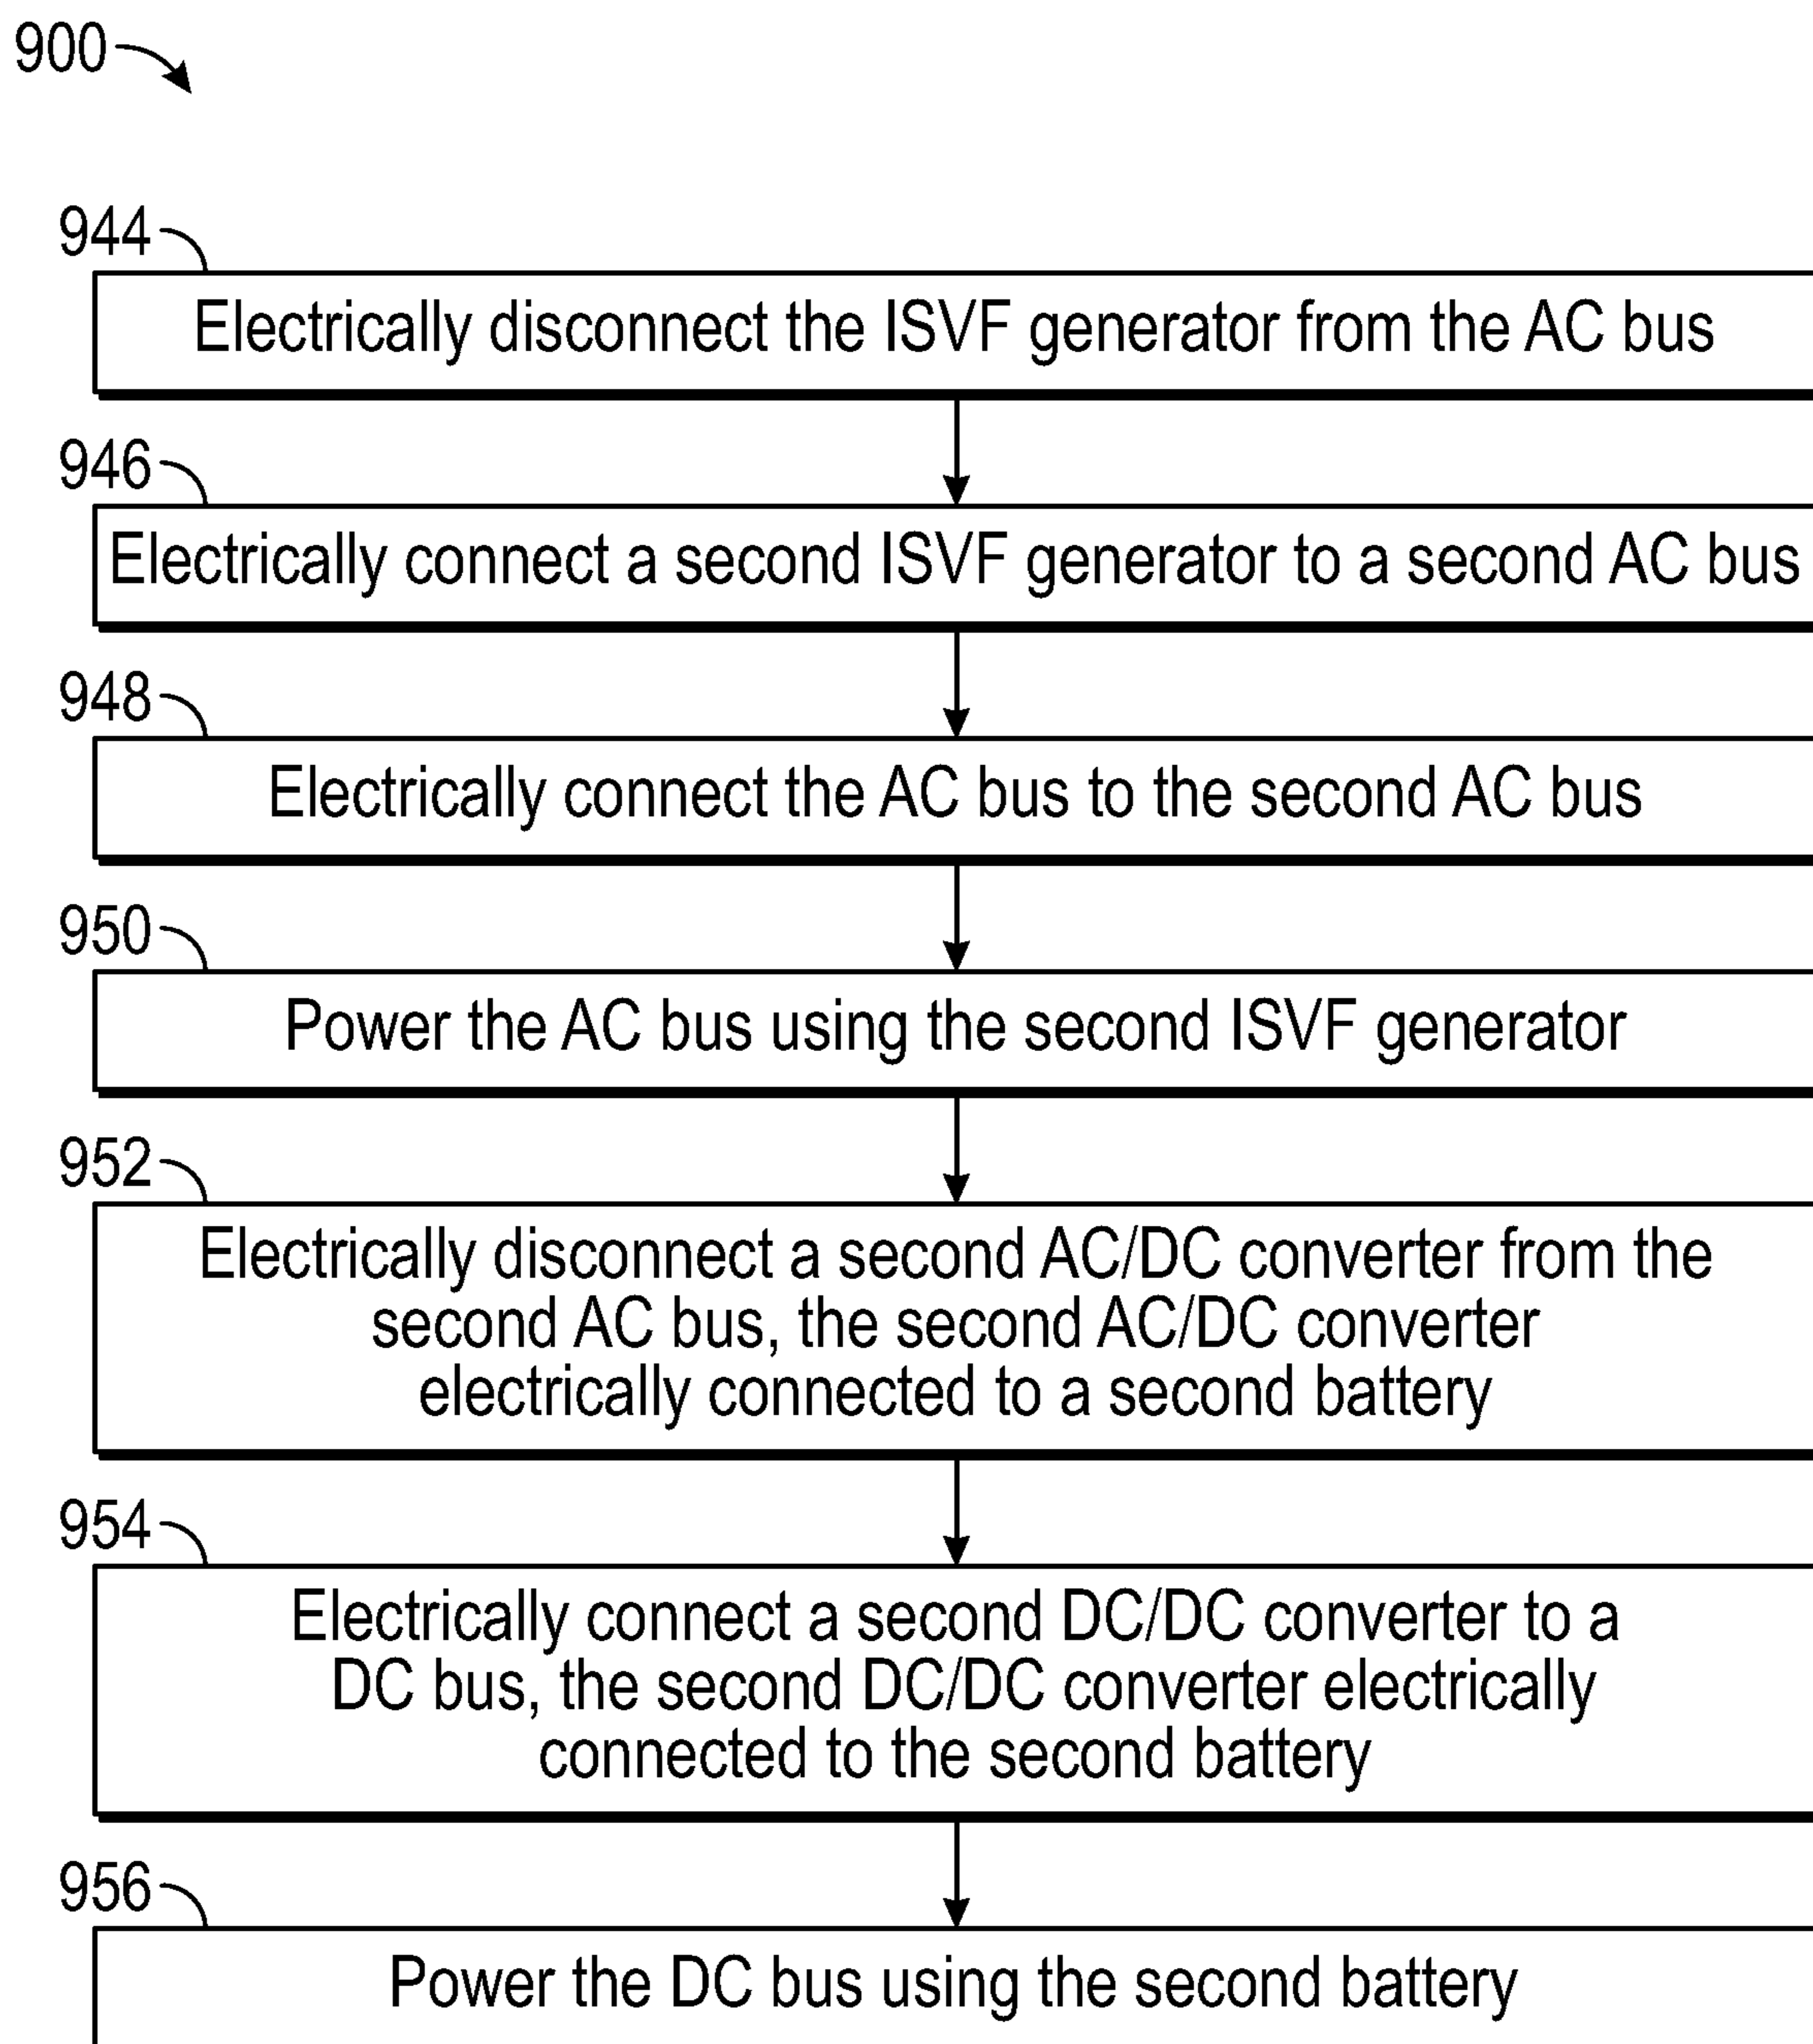 900
944
Electrically disconnect the ISVF generator from the AC bus
946
Electrically connect a second ISVF generator to a second AC bus
948
Electrically connect the AC bus to the second AC bus
950
Power the AC bus using the second ISVF generator
952
Electrically disconnect a second AC/DC converter from the
second AC bus, the second AC/DC converter
electrically connected to a second battery
954
Electrically connect a second DC/DC converter to a
DC bus, the second DC/DC converter electrically
connected to the second battery
956
Power the DC bus using the second battery